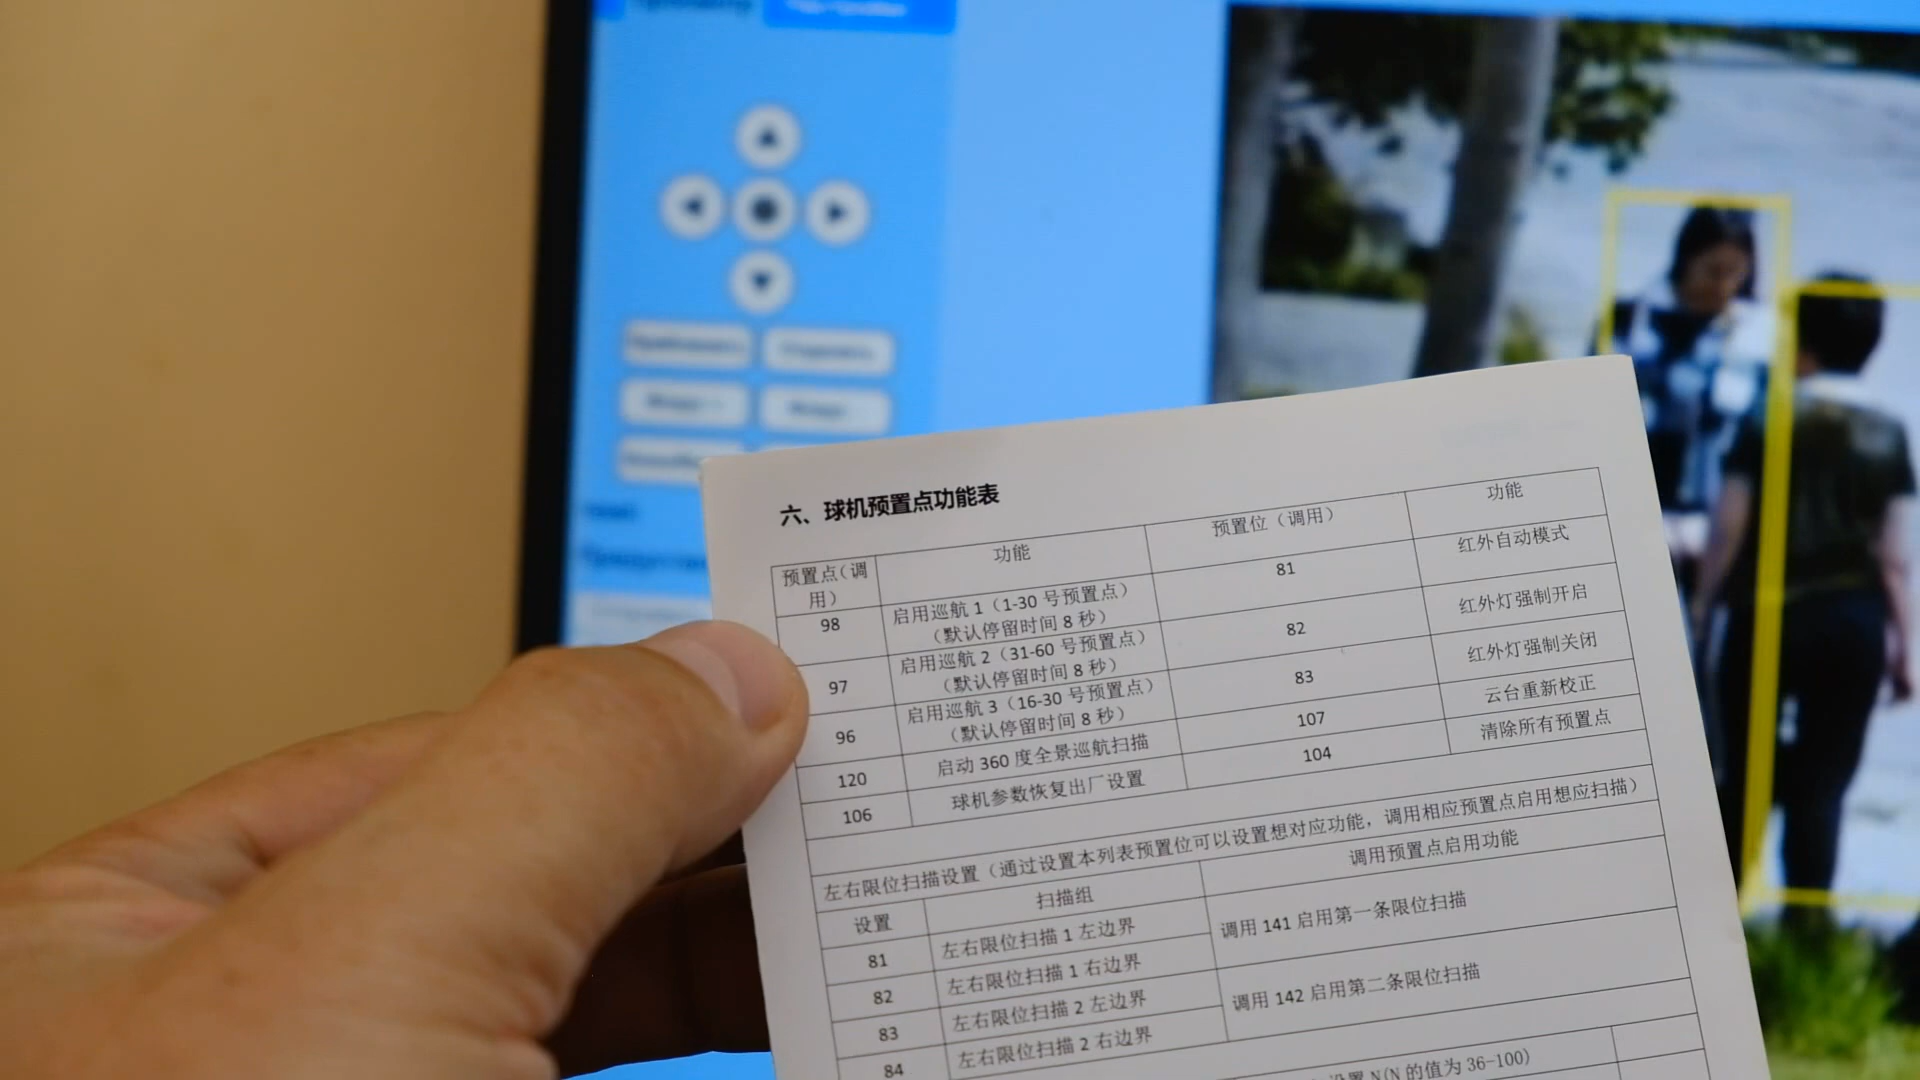 六、球机预置点功能表
预置点(调用) 功能 预置位（调用） 功能
98 启用巡航 1（1-30 号预置点）（默认停留时间 8 秒） 81 红外自动模式
97 启用巡航 2（31-60 号预置点）（默认停留时间 8 秒） 82 红外灯强制开启
96 启用巡航 3（16-30 号预置点）（默认停留时间 8 秒） 83 红外灯强制关闭
120 启动 360 度全景巡航扫描 107 云台重新校正
106 球机参数恢复出厂设置 104 清除所有预置点
左右限位扫描设置（通过设置本列表预置位可以设置想对应功能，调用相应预置点启用想应扫描）
设置 扫描组 调用预置点启用功能
81 左右限位扫描 1 左边界 调用 141 启用第一条限位扫描
82 左右限位扫描 1 右边界
83 左右限位扫描 2 左边界 调用 142 启用第二条限位扫描
84 左右限位扫描 2 右边界
设置 N(N 的值为 36-100)